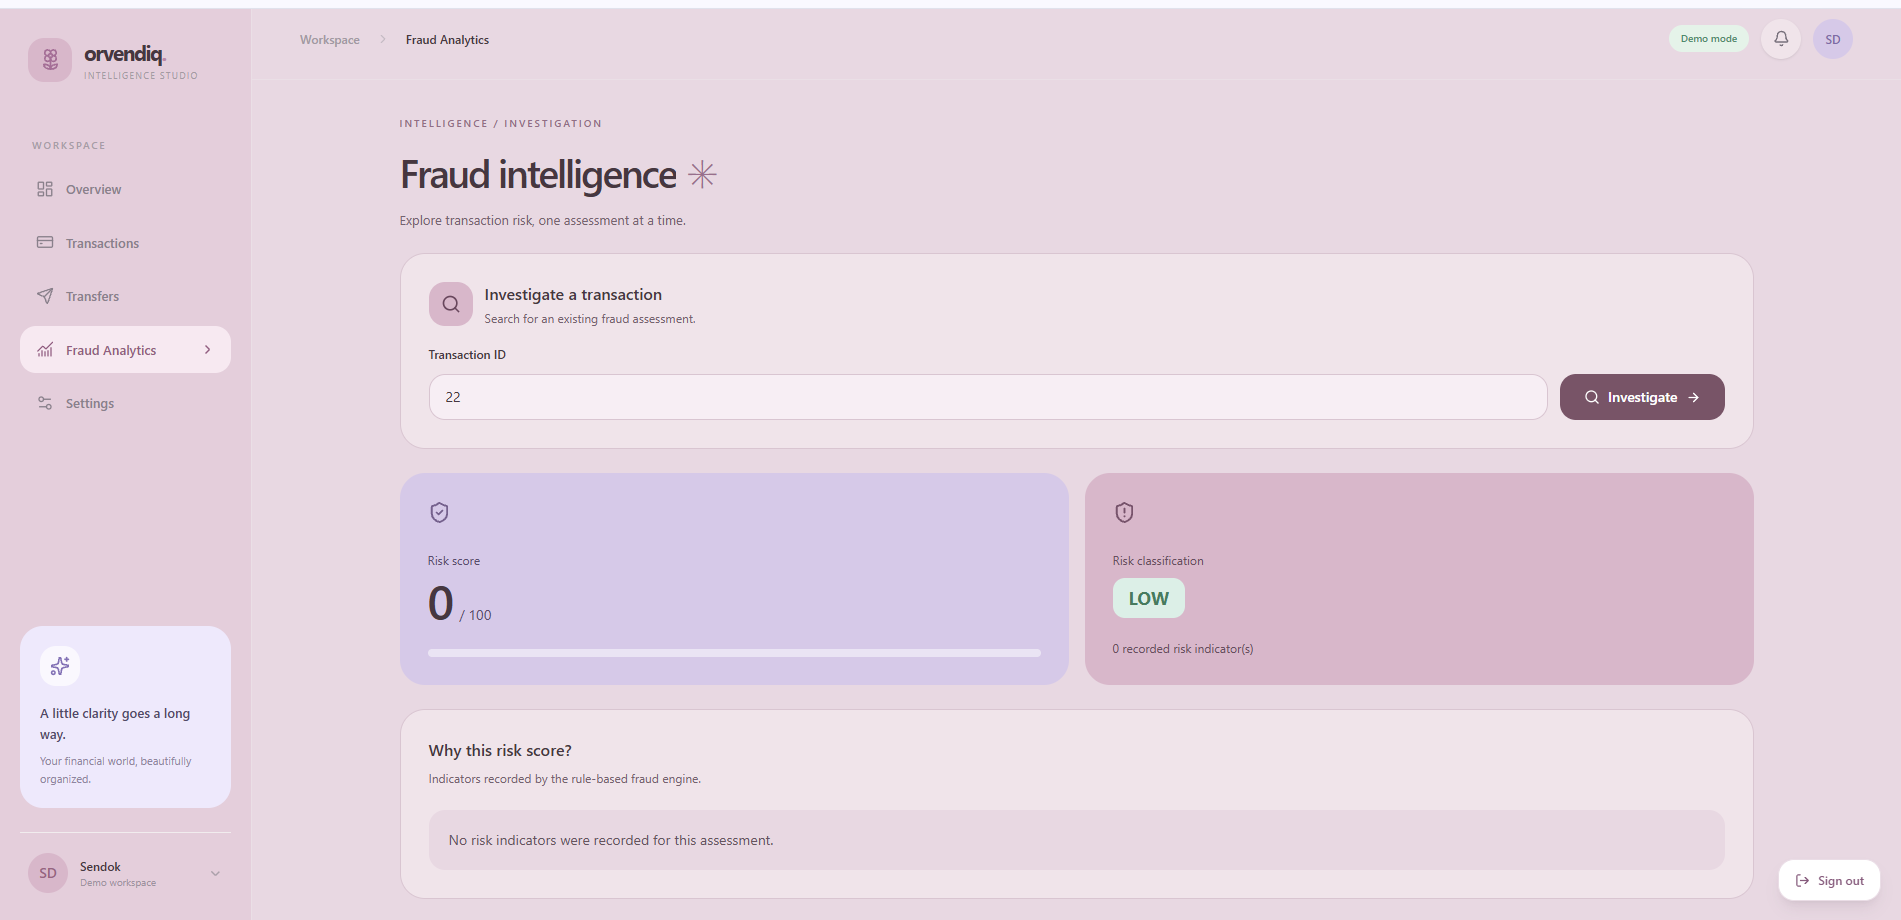 orvendiq.
INTELLIGENCE STUDIO
WORKSPACE
Overview
Transactions
Transfers
Fraud Analytics
Settings
A little clarity goes a long
way.
Your financial world, beautifully
organized.
SD
Sendok
Demo workspace
Workspace
Fraud Analytics
Demo mode
SD
INTELLIGENCE / INVESTIGATION
Fraud intelligence
Explore transaction risk, one assessment at a time.
Investigate a transaction
Search for an existing fraud assessment.
Transaction ID
22
Investigate
Risk score
0 / 100
Risk classification
LOW
0 recorded risk indicator(s)
Why this risk score?
Indicators recorded by the rule-based fraud engine.
No risk indicators were recorded for this assessment.
Sign out